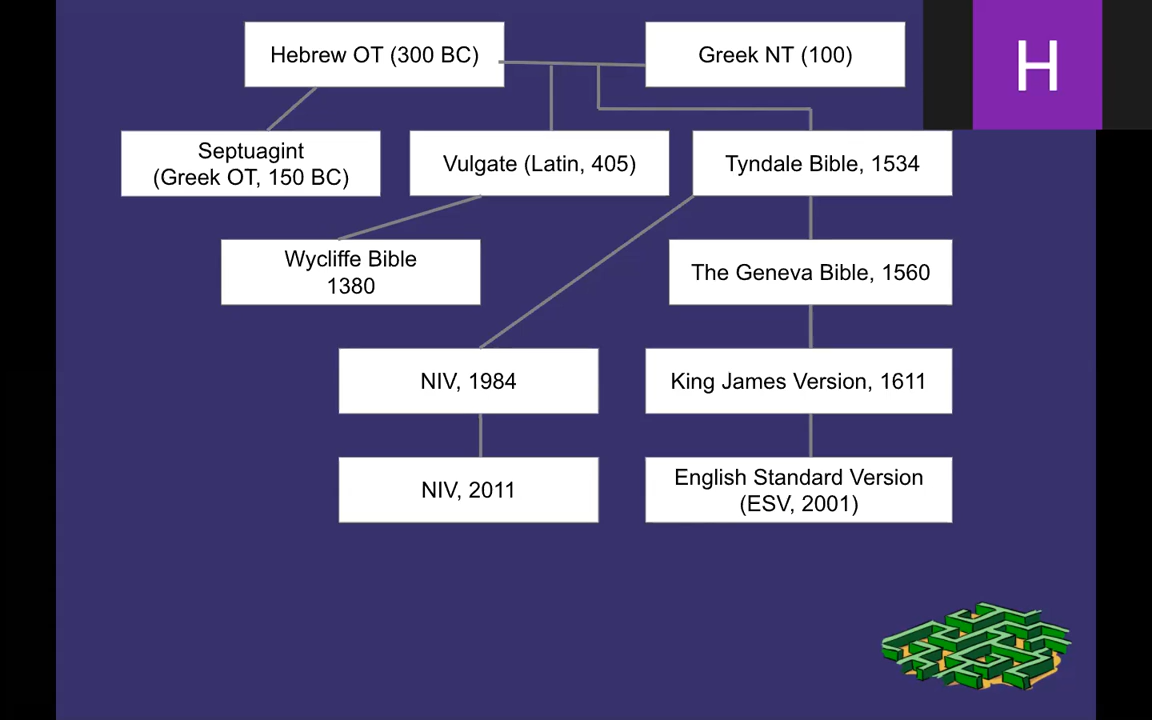 Hebrew OT (300 BC)
Greek NT (100)
H
Septuagint
(Greek OT, 150 BC)
Vulgate (Latin, 405)
Tyndale Bible, 1534
Wycliffe Bible
1380
The Geneva Bible, 1560
NIV, 1984
King James Version, 1611
NIV, 2011
English Standard Version
(ESV, 2001)